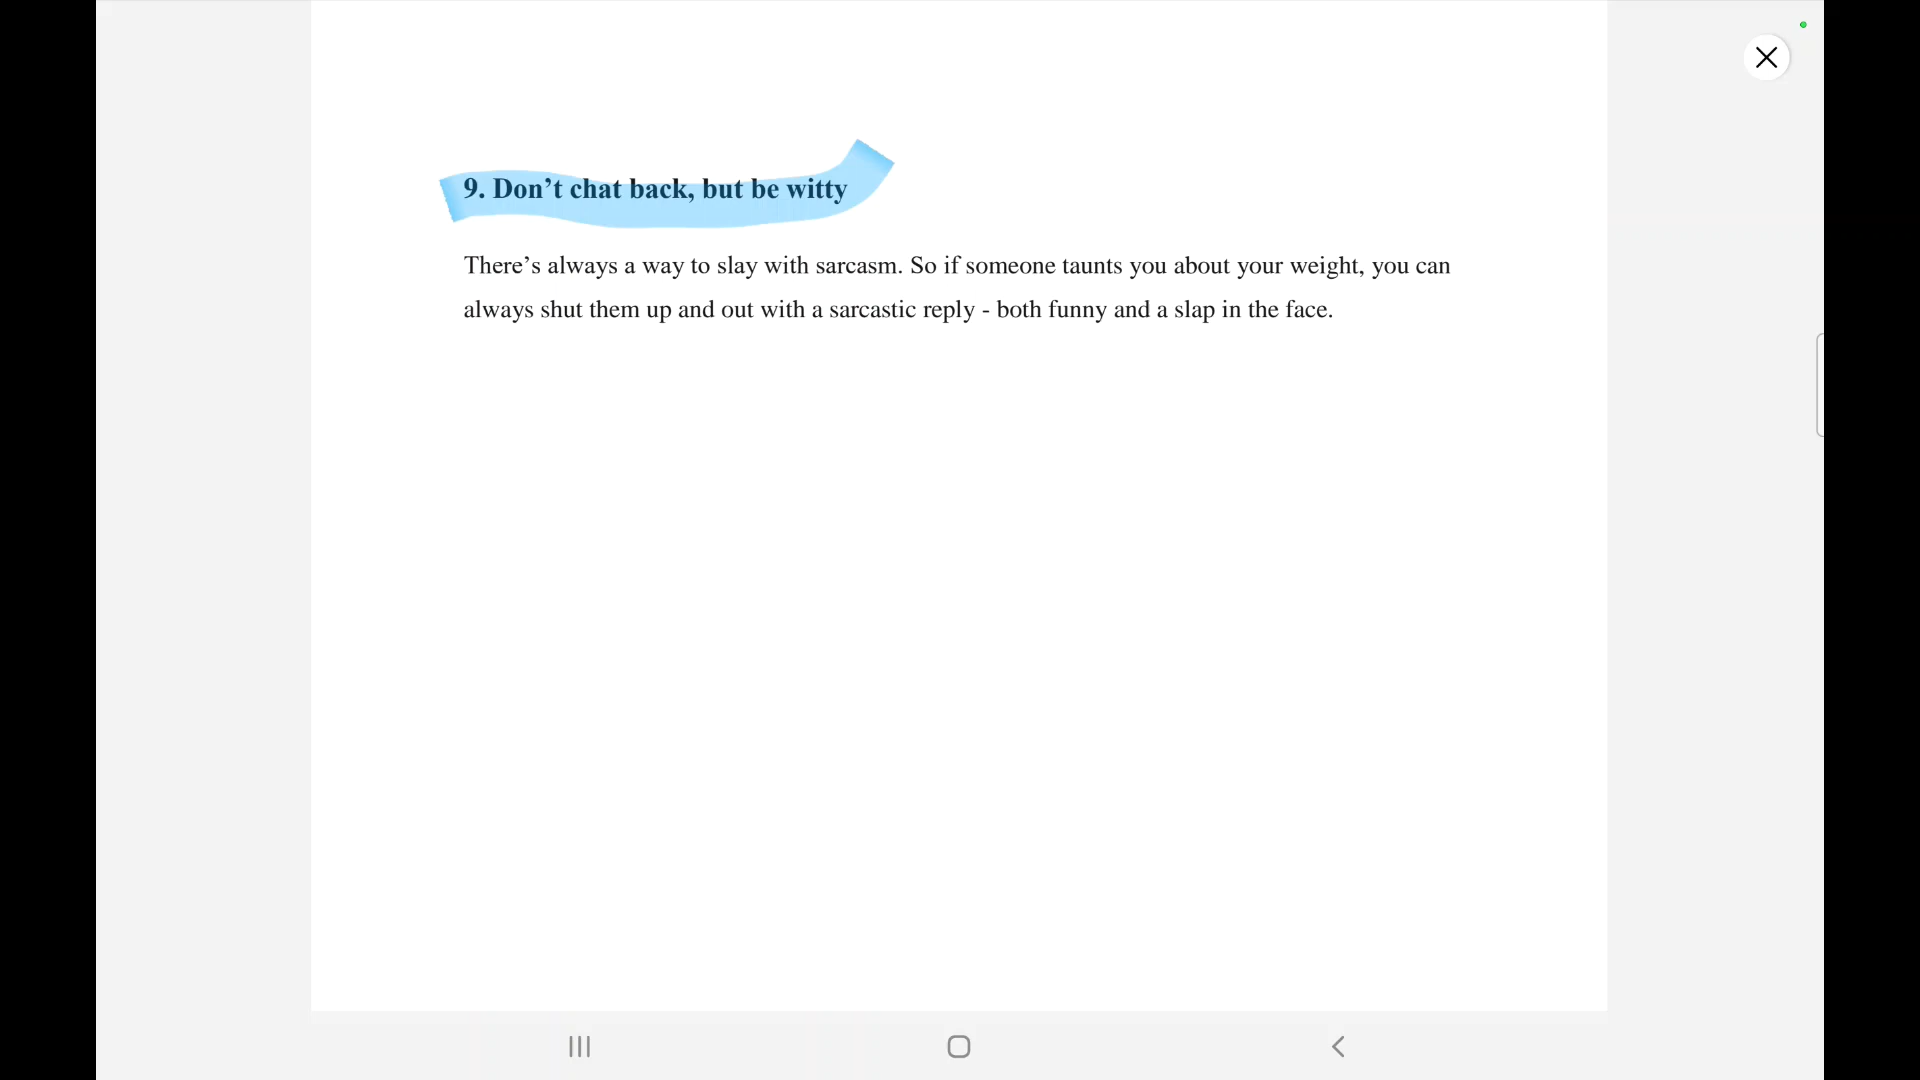 9. Don’t chat back, but be witty
There’s always a way to slay with sarcasm. So if someone taunts you about your weight, you can
always shut them up and out with a sarcastic reply - both funny and a slap in the face.